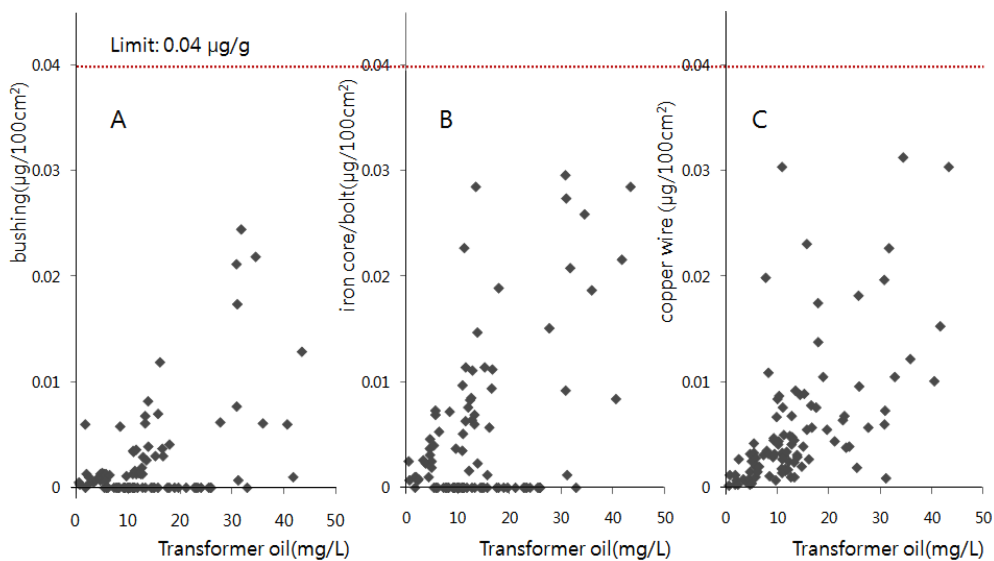 Limit: 0.04 µg/g
A
bushing(µg/100cm²)
0.04
0.03
0.02
0.01
0
0 10 20 30 40 50
Transformer oil(mg/L)
B
iron core/bolt(µg/100cm²)
0.04
0.03
0.02
0.01
0
0 10 20 30 40 50
Transformer oil(mg/L)
C
copper wire (µg/100cm²)
0.04
0.03
0.02
0.01
0
0 10 20 30 40 50
Transformer oil(mg/L)